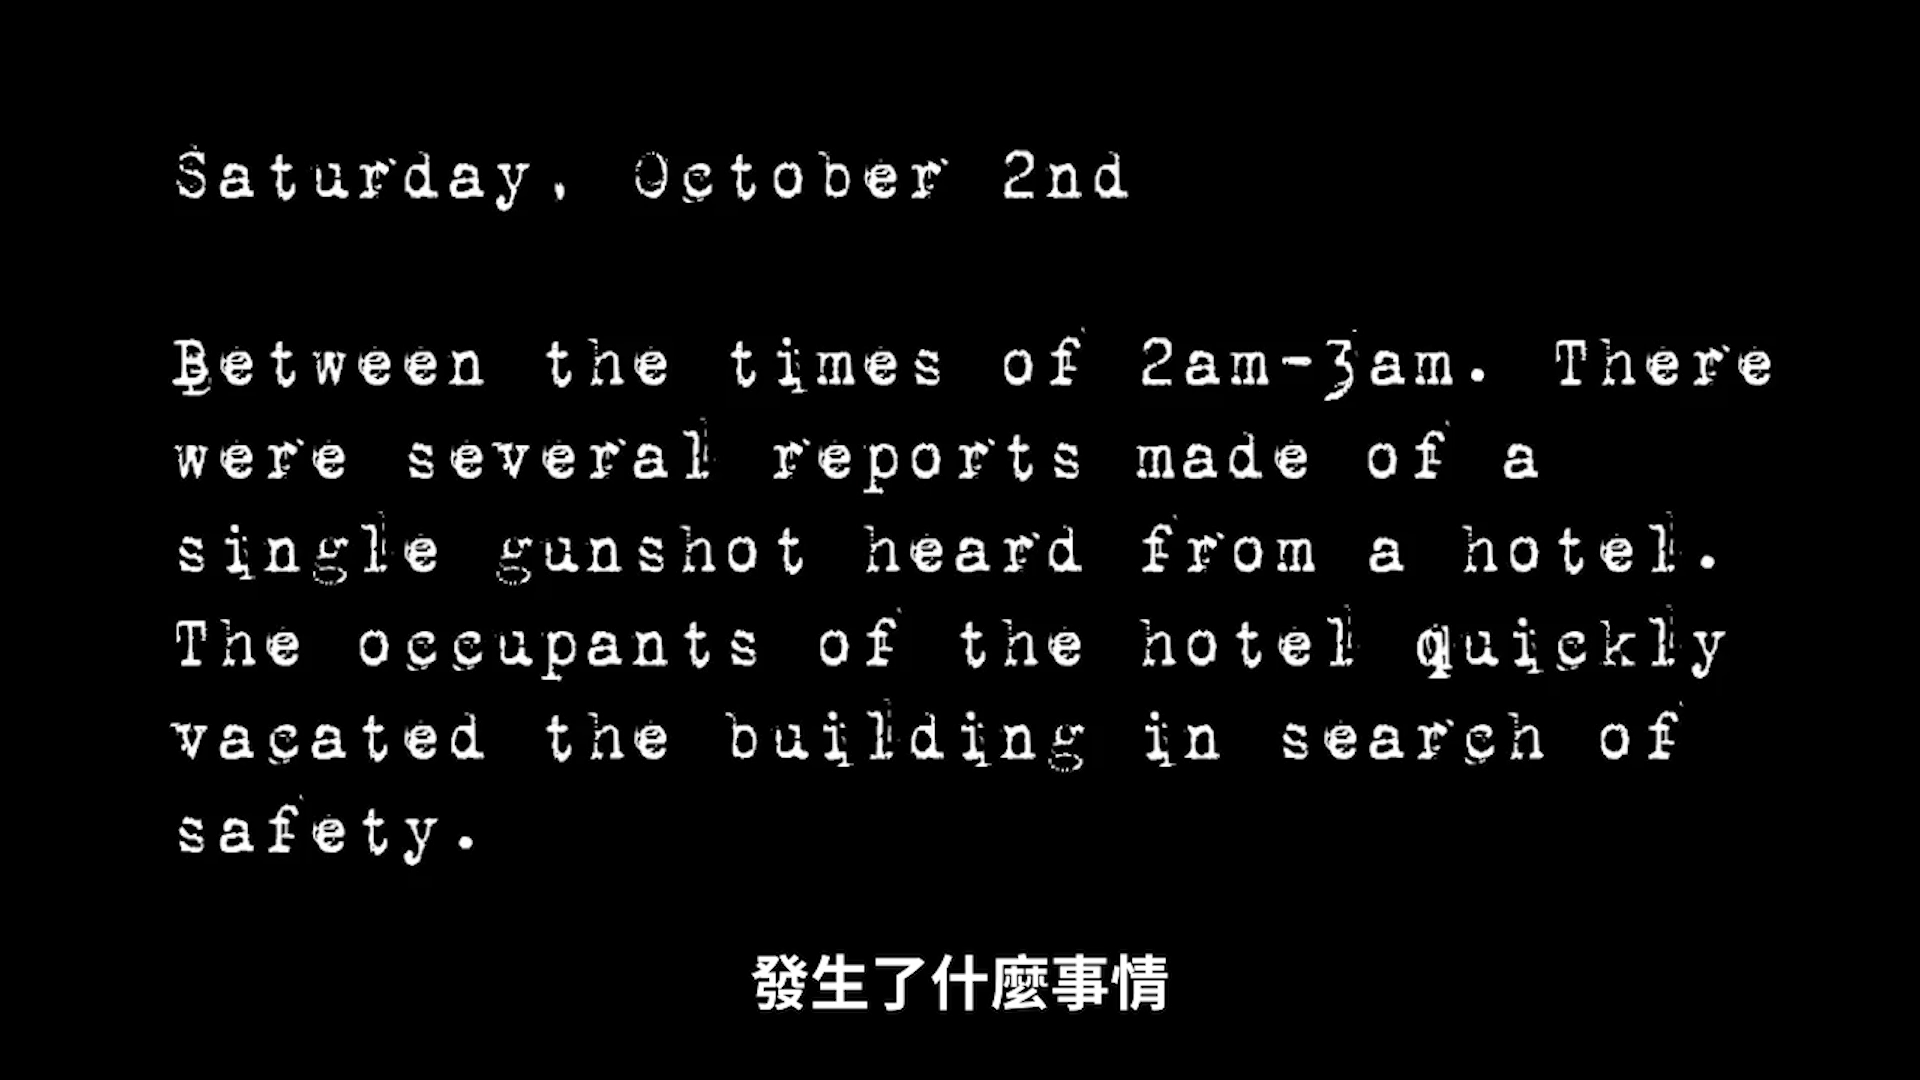 Saturday, October 2nd
Between the times of 2am-3am. There
were several reports made of a
single gunshot heard from a hotel.
The occupants of the hotel quickly
vacated the building in search of
safety.
發生了什麼事情